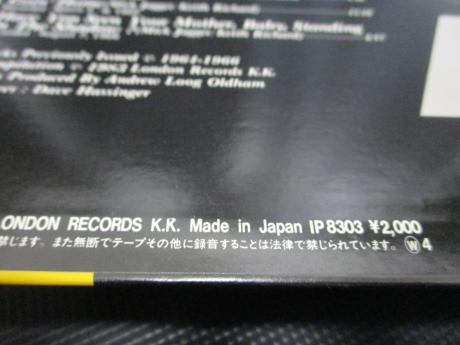 Have You Seen Your Mother, Baby, Standing
Previously Issued ℗ 1964-1966
℗ 1983 London Records K.K.
Produced By Andrew Loog Oldham
: Dave Hassinger
LONDON RECORDS K.K. Made in Japan IP 8303 ¥2,000
禁じます。また無断でテープその他に録音することは法律で禁じられています。Ⓦ4